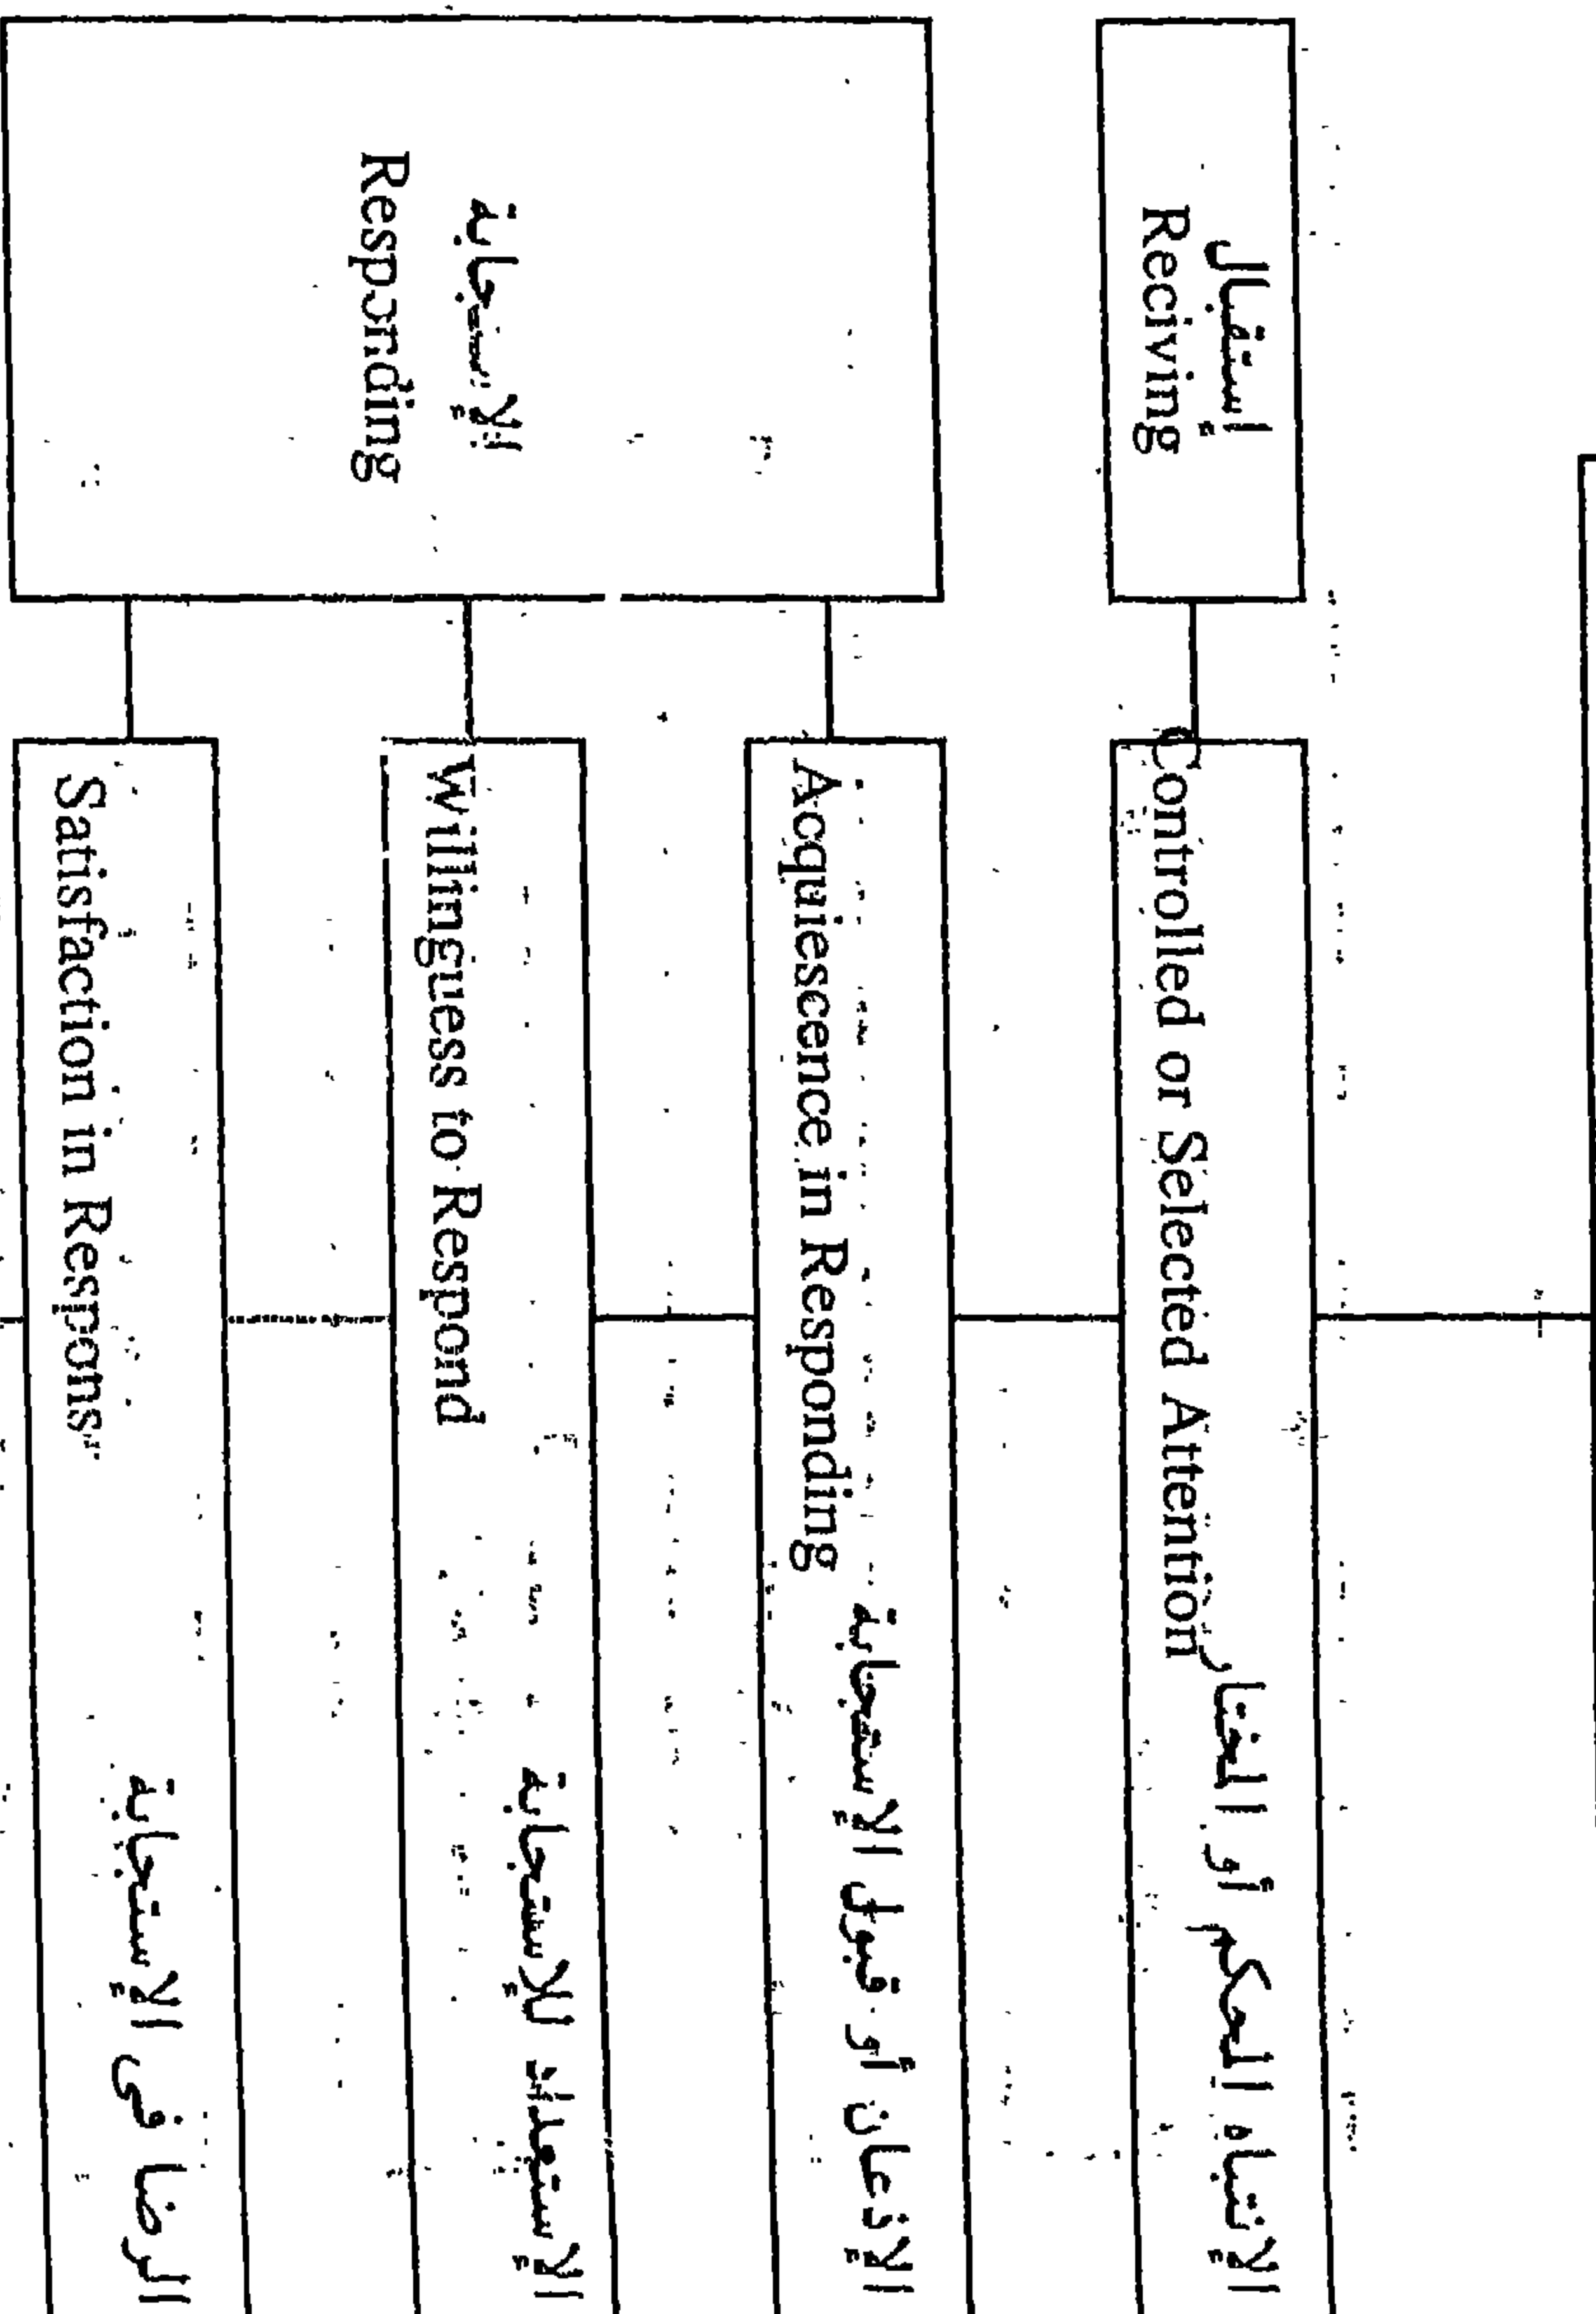 إستقبال
Reciving
الإنتباه المحكم أو المختار
Controlled or Selected Attention
الإستجابة
Responding
الإذعان أو قبول الإستجابة
Acquiescence in Responding
الإستعداد للإستجابة
Willinguess to Respond
الرضا فى الإستجابة
Satisfaction in Respons